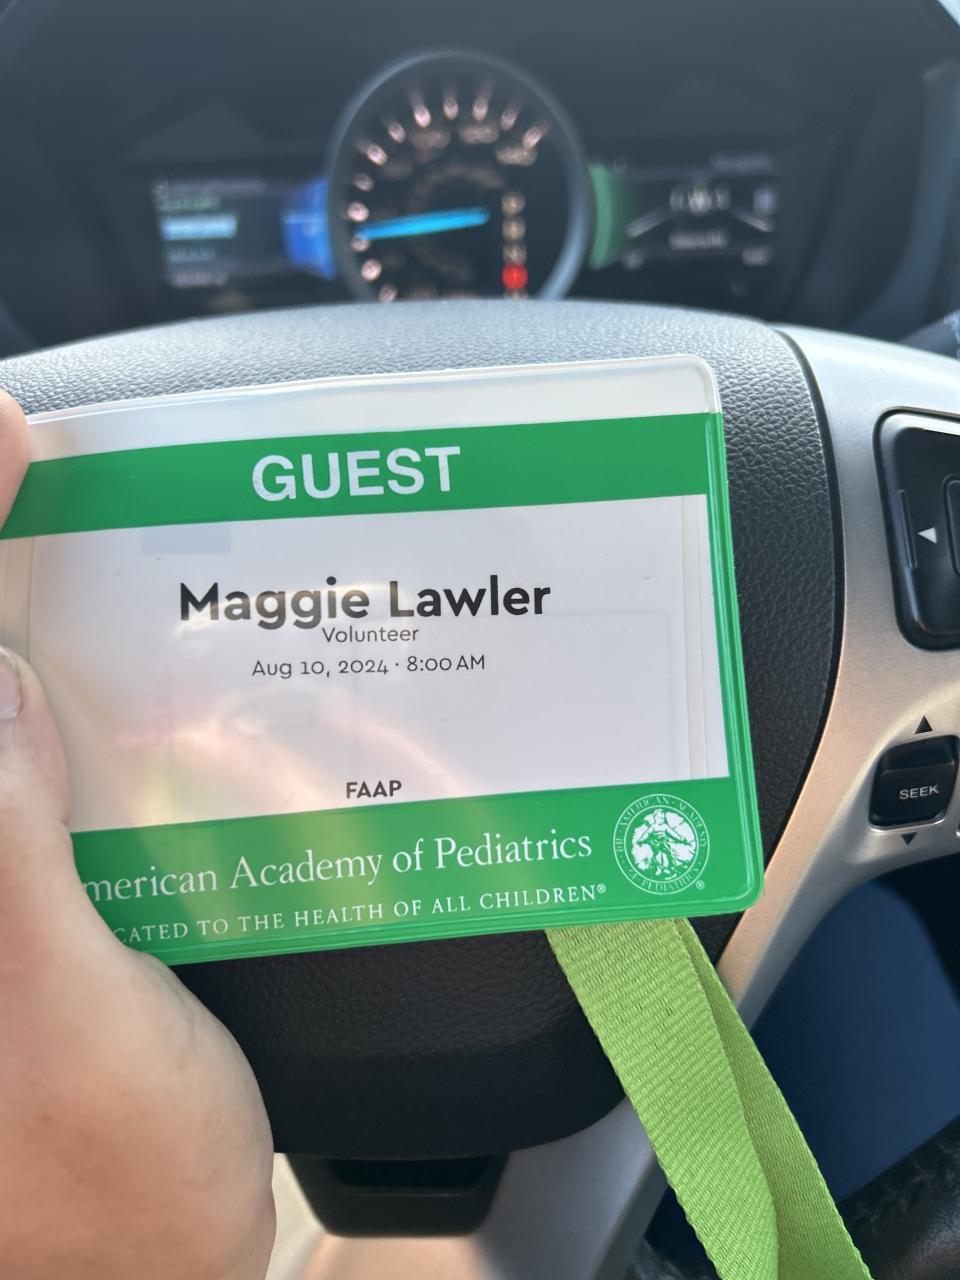 GUEST
Maggie Lawler
Volunteer
Aug 10, 2024 · 8:00 AM
FAAP
merican Academy of Pediatrics
CATED TO THE HEALTH OF ALL CHILDREN®
SEEK